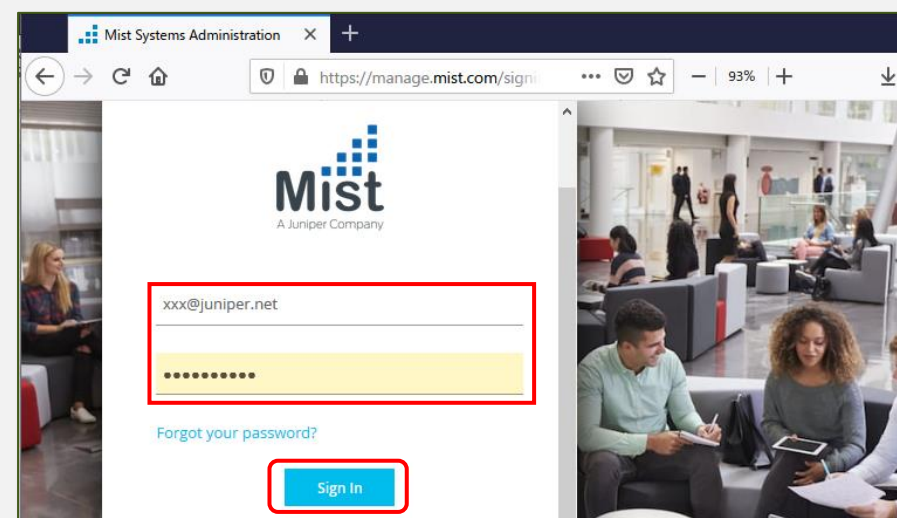 Mist Systems Administration
https://manage.mist.com/signi
93%
Mist
A Juniper Company
xxx@juniper.net
••••••••••
Forgot your password?
Sign In